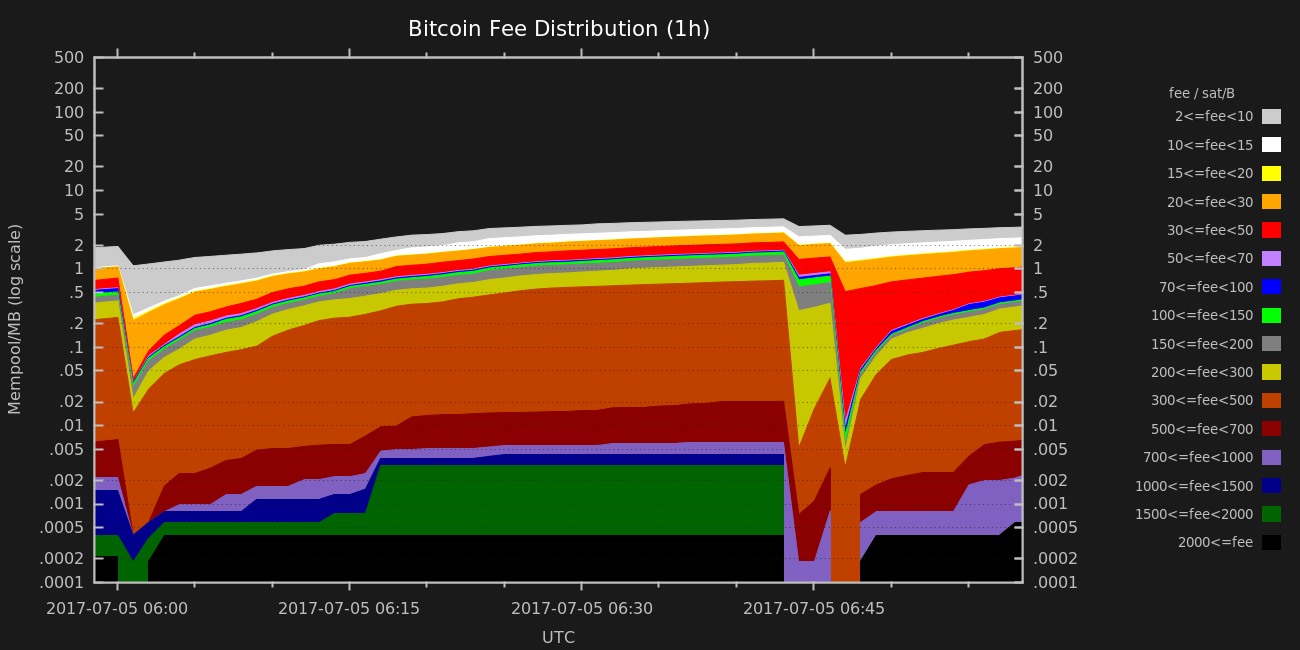 Bitcoin Fee Distribution (1h)
500 500
200 200
100 100
50 50
20 20
10 10
5 5
2 2
1 1
.5 .5
.2 .2
.1 .1
.05 .05
.02 .02
.01 .01
.005 .005
.002 .002
.001 .001
.0005 .0005
.0002 .0002
.0001 .0001
Mempool/MB (log scale)
2017-07-05 06:00 2017-07-05 06:15 2017-07-05 06:30 2017-07-05 06:45
UTC
fee / sat/B
2<=fee<10
10<=fee<15
15<=fee<20
20<=fee<30
30<=fee<50
50<=fee<70
70<=fee<100
100<=fee<150
150<=fee<200
200<=fee<300
300<=fee<500
500<=fee<700
700<=fee<1000
1000<=fee<1500
1500<=fee<2000
2000<=fee